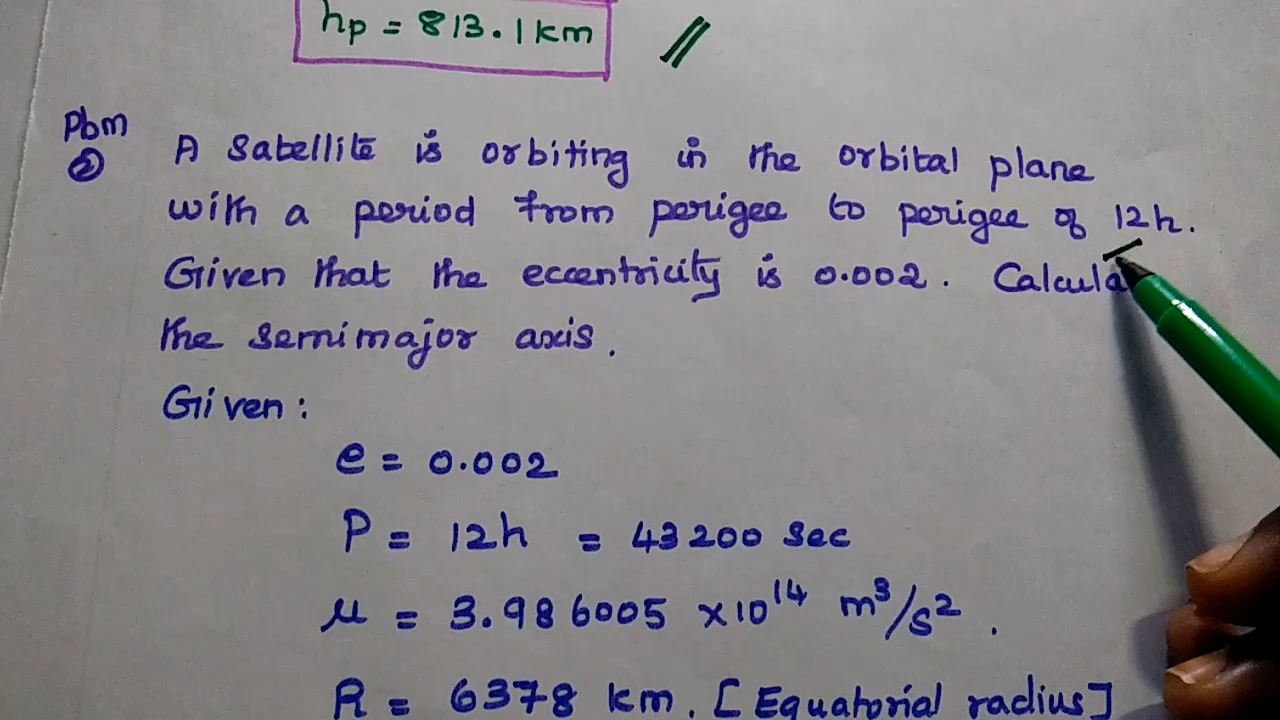 hp = 813.1km
Pbm
②
A satellite is orbiting in the orbital plane
with a period from perigee to perigee of 12h.
Given that the eccentricity is 0.002. Calcula
the semimajor axis.
Given:
e = 0.002
P = 12h = 43200 sec
μ = 3.986005 ×10¹⁴ m³/s².
R = 6378 km. [Equatorial radius]